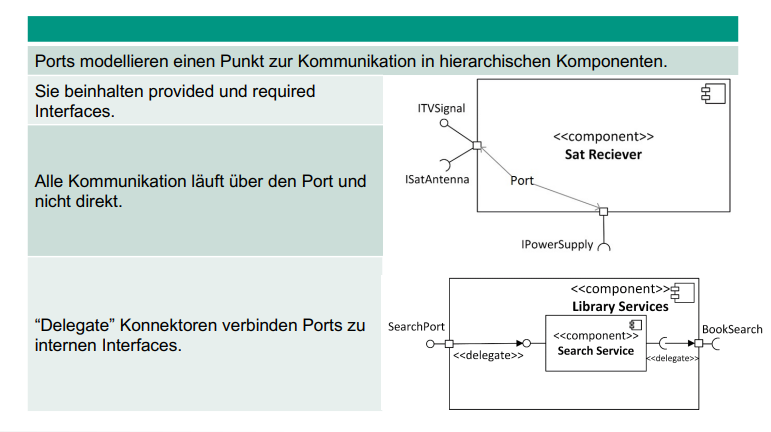 Ports modellieren einen Punkt zur Kommunikation in hierarchischen Komponenten.
Sie beinhalten provided und required
Interfaces.
Alle Kommunikation läuft über den Port und
nicht direkt.
“Delegate” Konnektoren verbinden Ports zu
internen Interfaces.
ITVSignal
<<component>>
Sat Reciever
ISatAntenna
Port
IPowerSupply
<<component>>
Library Services
SearchPort
<<component>>
BookSearch
Search Service
<<delegate>>
<<delegate>>